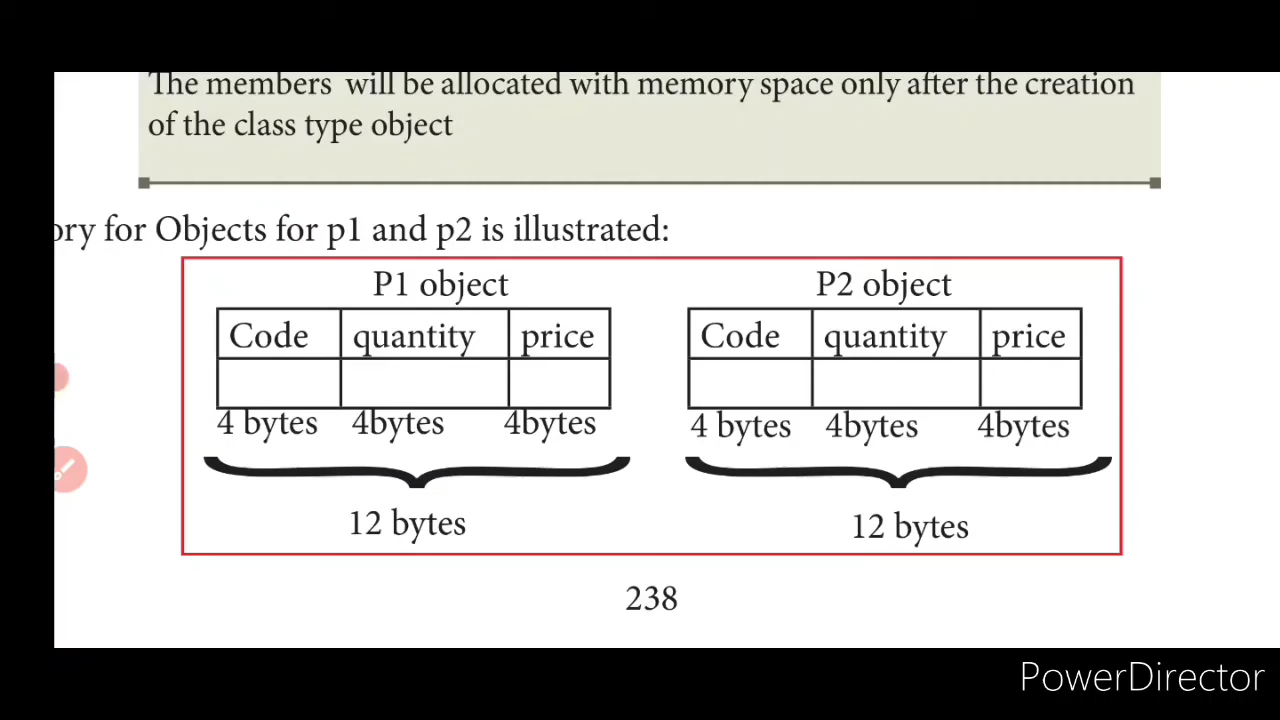 The members will be allocated with memory space only after the creation
of the class type object
ory for Objects for p1 and p2 is illustrated:
P1 object
P2 object
Code quantity price
Code quantity price
4 bytes 4bytes 4bytes
4 bytes 4bytes 4bytes
12 bytes
12 bytes
238
PowerDirector